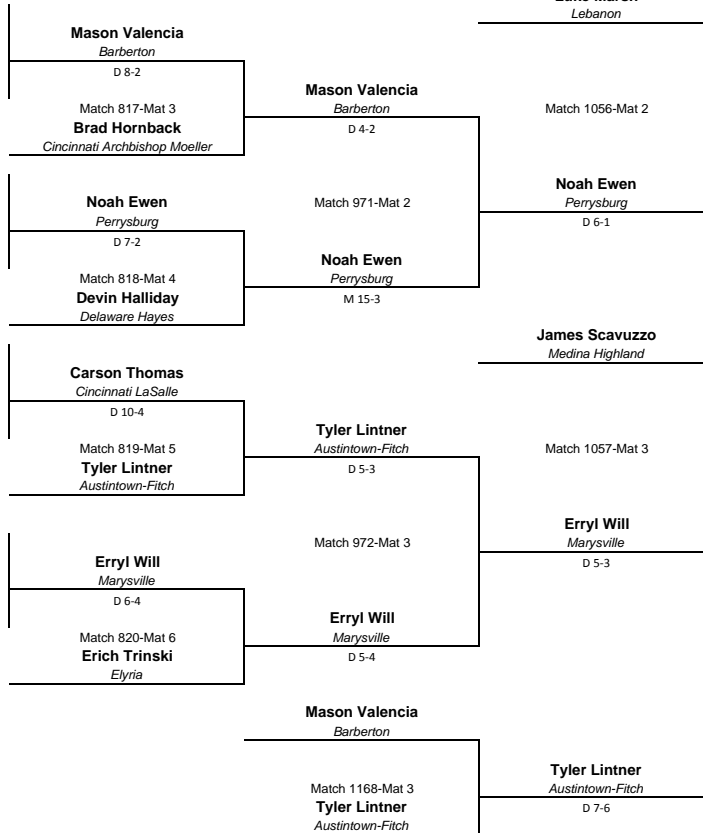 Lebanon
Mason Valencia
Barberton
D 8-2
Match 817-Mat 3
Brad Hornback
Cincinnati Archbishop Moeller
Mason Valencia
Barberton
D 4-2
Match 1056-Mat 2
Noah Ewen
Perrysburg
D 7-2
Match 971-Mat 2
Noah Ewen
Perrysburg
D 6-1
Match 818-Mat 4
Devin Halliday
Delaware Hayes
Noah Ewen
Perrysburg
M 15-3
James Scavuzzo
Medina Highland
Carson Thomas
Cincinnati LaSalle
D 10-4
Match 819-Mat 5
Tyler Lintner
Austintown-Fitch
Tyler Lintner
Austintown-Fitch
D 5-3
Match 1057-Mat 3
Erryl Will
Marysville
D 6-4
Match 972-Mat 3
Erryl Will
Marysville
D 5-3
Match 820-Mat 6
Erich Trinski
Elyria
Erryl Will
Marysville
D 5-4
Mason Valencia
Barberton
Match 1168-Mat 3
Tyler Lintner
Austintown-Fitch
Tyler Lintner
Austintown-Fitch
D 7-6